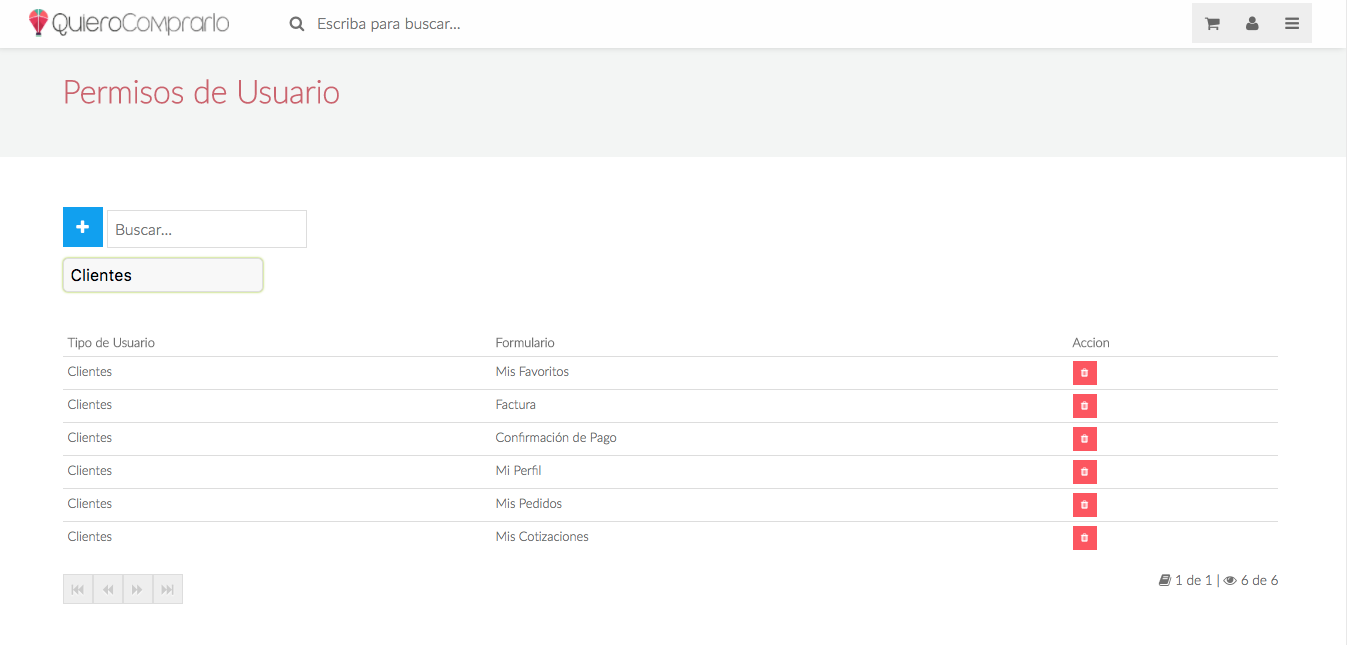 QuieroComprarlo Escriba para buscar...
Permisos de Usuario
Buscar...
Clientes
Tipo de Usuario Formulario Accion
Clientes Mis Favoritos
Clientes Factura
Clientes Confirmación de Pago
Clientes Mi Perfil
Clientes Mis Pedidos
Clientes Mis Cotizaciones
1 de 1 | 6 de 6